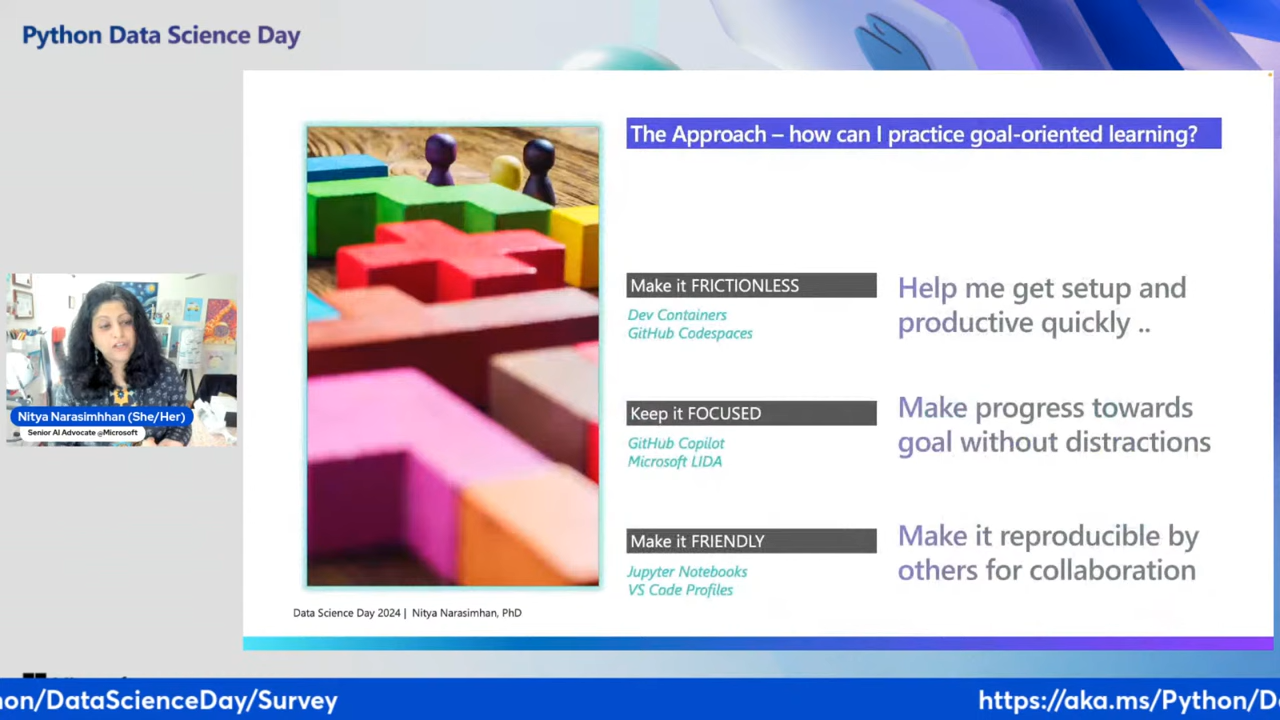 Python Data Science Day
The Approach – how can I practice goal-oriented learning?
Make it FRICTIONLESS
Dev Containers
GitHub Codespaces
Help me get setup and
productive quickly ..
Keep it FOCUSED
GitHub Copilot
Microsoft LIDA
Make progress towards
goal without distractions
Make it FRIENDLY
Jupyter Notebooks
VS Code Profiles
Make it reproducible by
others for collaboration
Nitya Narasimhhan (She/Her)
Senior AI Advocate @Microsoft
Data Science Day 2024 | Nitya Narasimhan, PhD
on/DataScienceDay/Survey
https://aka.ms/Python/D